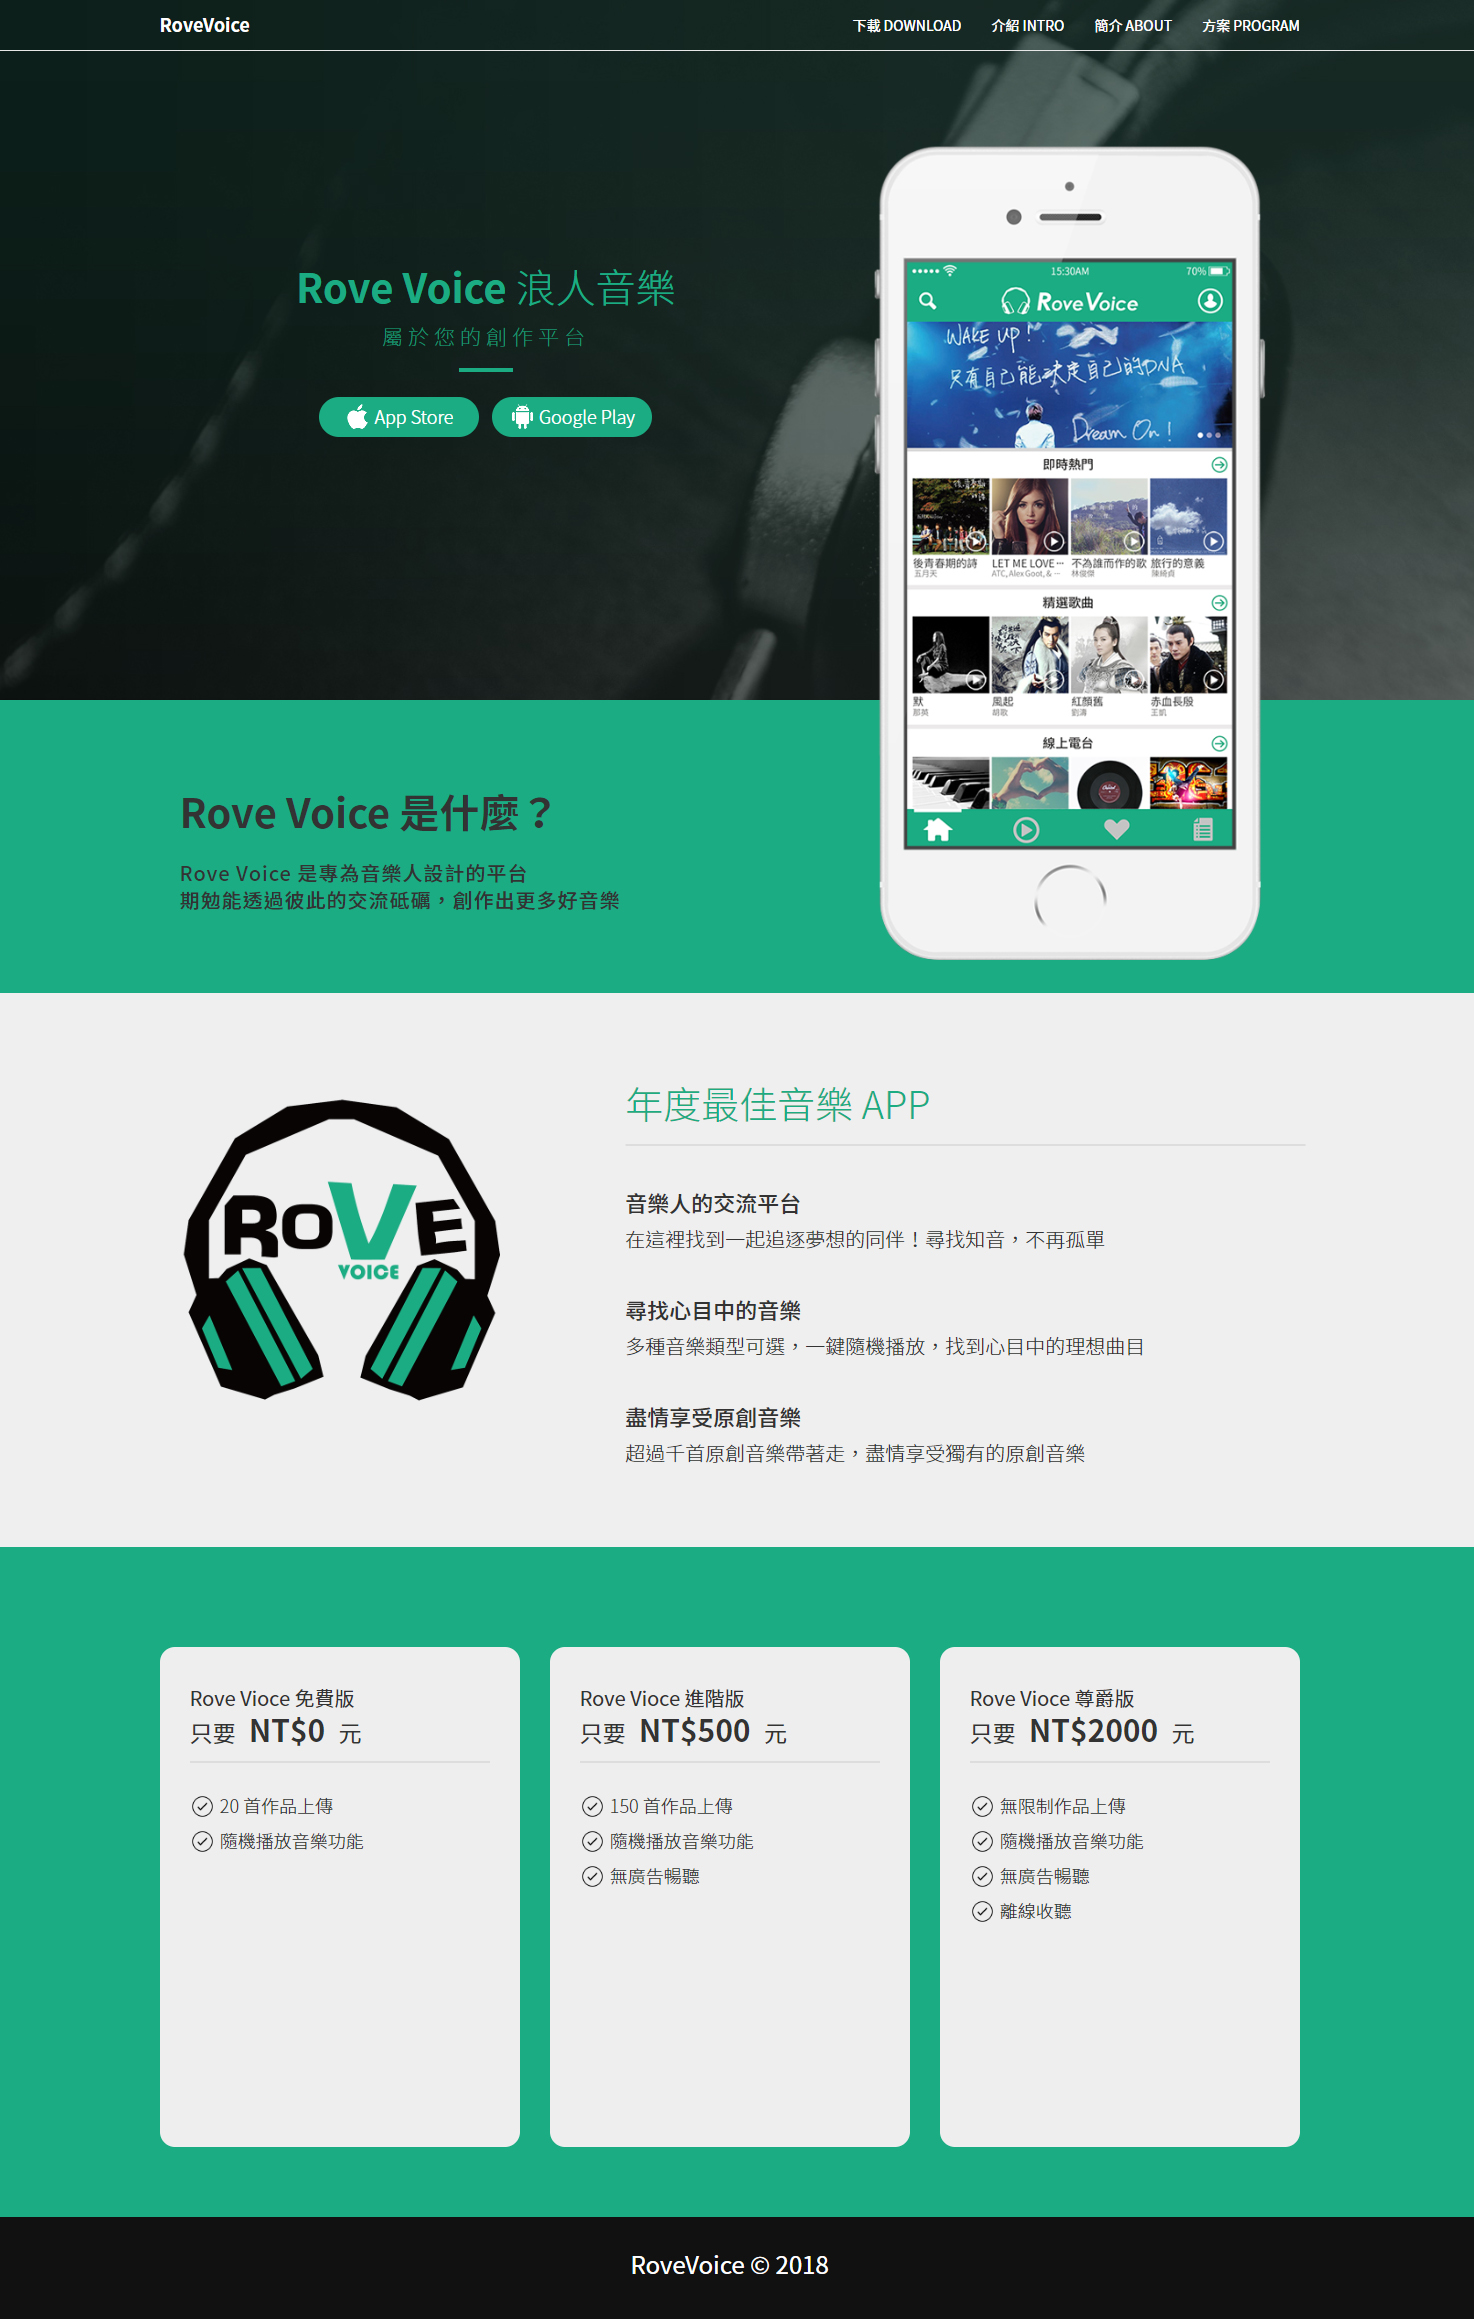 RoveVoice
下載 DOWNLOAD 介紹 INTRO 簡介 ABOUT 方案 PROGRAM
Rove Voice 浪人音樂
屬於您的創作平台
App Store Google Play
15:30AM 70%
RoveVoice
WAKE UP!
只有自己能決定自己的DNA
Dream On!
即時熱門
後青春期的詩 LET ME LOVE… 不為誰而作的歌 旅行的意義
五月天 ATC, Alex Goot, & … 林俊傑 陳綺貞
精選歌曲
默 風起 紅顏舊 赤血長殷
那英 胡歌 劉濤 王凱
線上電台
Rove Voice 是什麼？
Rove Voice 是專為音樂人設計的平台
期勉能透過彼此的交流砥礪，創作出更多好音樂
ROVE
VOICE
年度最佳音樂 APP
音樂人的交流平台
在這裡找到一起追逐夢想的同伴！尋找知音，不再孤單
尋找心目中的音樂
多種音樂類型可選，一鍵隨機播放，找到心目中的理想曲目
盡情享受原創音樂
超過千首原創音樂帶著走，盡情享受獨有的原創音樂
Rove Vioce 免費版
只要 NT$0 元
20 首作品上傳
隨機播放音樂功能
Rove Vioce 進階版
只要 NT$500 元
150 首作品上傳
隨機播放音樂功能
無廣告暢聽
Rove Vioce 尊爵版
只要 NT$2000 元
無限制作品上傳
隨機播放音樂功能
無廣告暢聽
離線收聽
RoveVoice © 2018